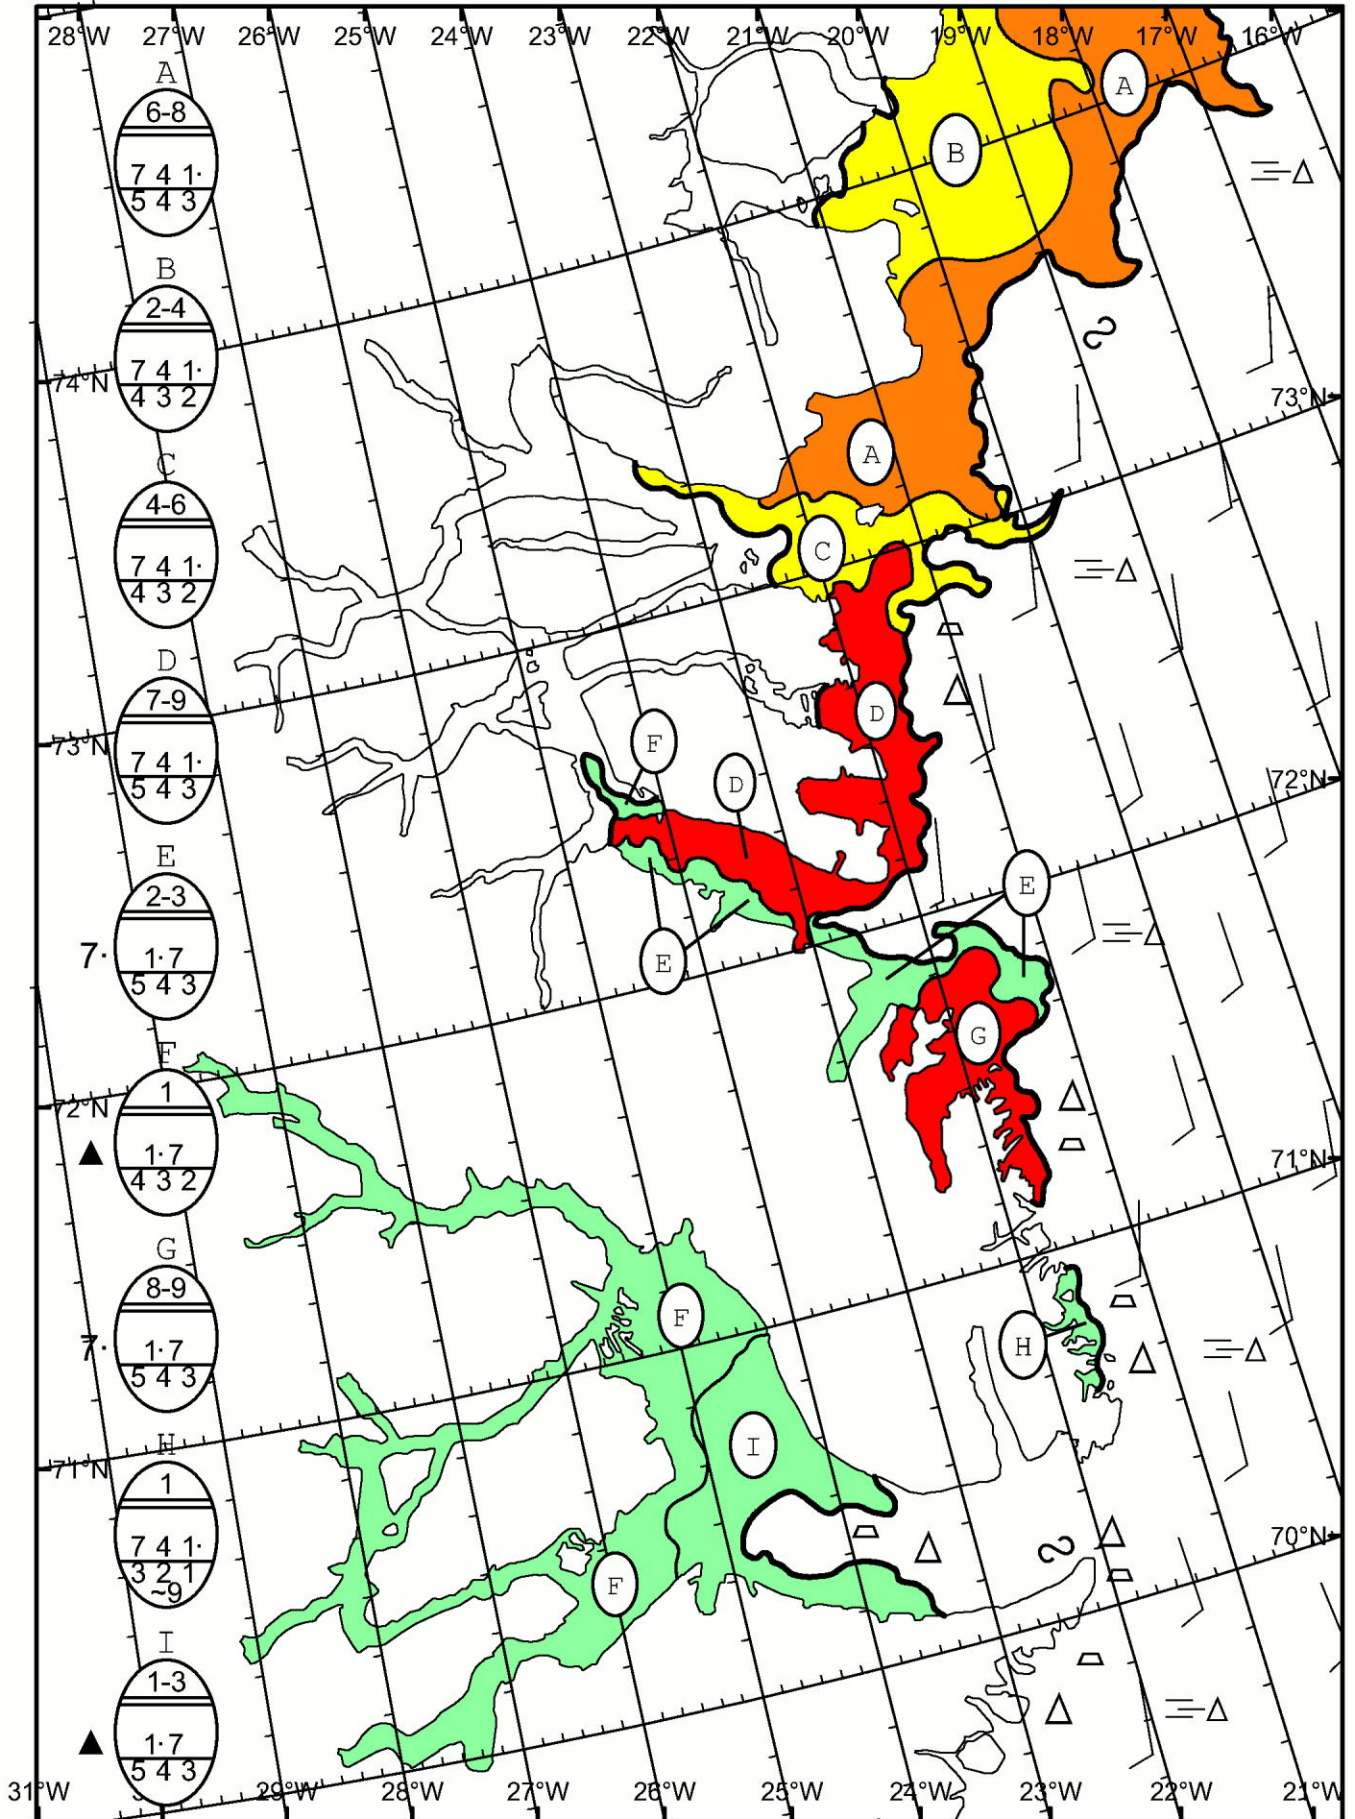 28°W 27°W 26°W 25°W 24°W 23°W 22°W 21°W 20°W 19°W 18°W 17°W 16°W
A
6-8
7 4 1·
5 4 3
A
B
B
2-4
7 4 1·
4 3 2
74°N
73°N
C
4-6
7 4 1·
4 3 2
A
C
D
7-9
7 4 1·
5 4 3
73°N
D
F
D
72°N
E
2-3
7·
1·7
5 4 3
E
E
F
1
1·7
4 3 2
72°N
G
71°N
G
8-9
7·
1·7
5 4 3
F
H
H
1
7 4 1·
3 2 1
~9
71°N
I
70°N
F
I
1-3
1·7
5 4 3
31°W 29°W 28°W 27°W 26°W 25°W 24°W 23°W 22°W 21°W